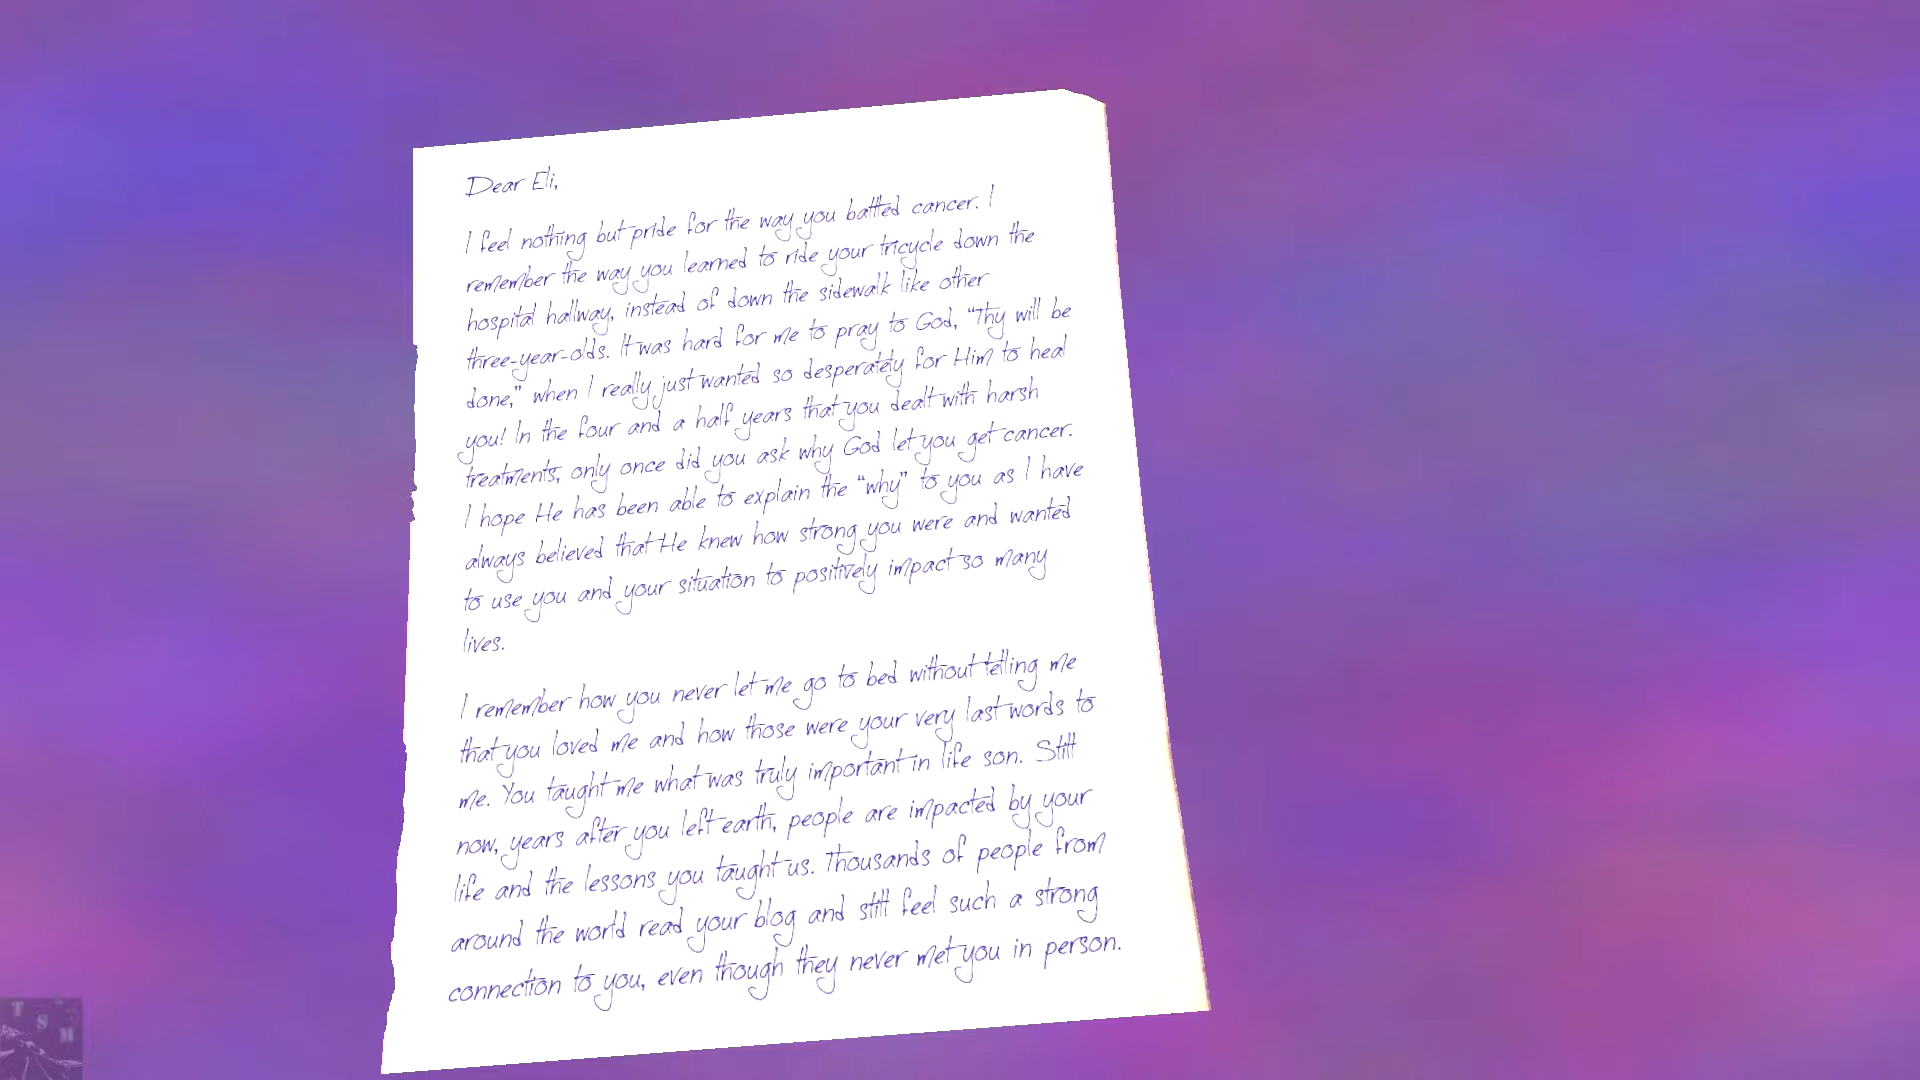 Dear Eli,
I feel nothing but pride for the way you battled cancer. I
remember the way you learned to ride your tricycle down the
hospital hallway, instead of down the sidewalk like other
three-year-olds. It was hard for me to pray to God, “Thy will be
done,” when I really just wanted so desperately for Him to heal
you! In the four and a half years that you dealt with harsh
treatments, only once did you ask why God let you get cancer.
I hope He has been able to explain the “why” to you as I have
always believed that He knew how strong you were and wanted
to use you and your situation to positively impact so many
lives.
I remember how you never let me go to bed without telling me
that you loved me and how those were your very last words to
me. You taught me what was truly important in life son. Still
now, years after you left earth, people are impacted by your
life and the lessons you taught us. Thousands of people from
around the world read your blog and still feel such a strong
connection to you, even though they never met you in person.
T S M